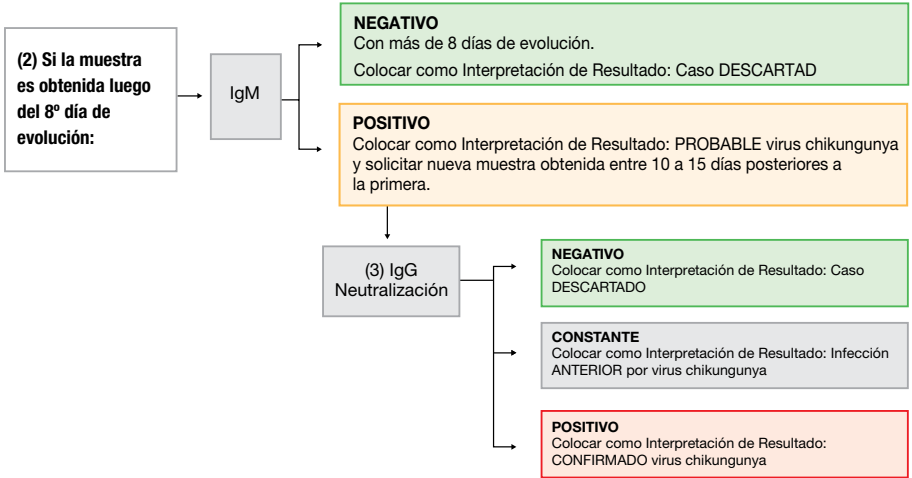 (2) Si la muestra
es obtenida luego
del 8º día de
evolución:
IgM
NEGATIVO
Con más de 8 días de evolución.
Colocar como Interpretación de Resultado: Caso DESCARTAD
POSITIVO
Colocar como Interpretación de Resultado: PROBABLE virus chikungunya
y solicitar nueva muestra obtenida entre 10 a 15 días posteriores a
la primera.
(3) IgG
Neutralización
NEGATIVO
Colocar como Interpretación de Resultado: Caso
DESCARTADO
CONSTANTE
Colocar como Interpretación de Resultado: Infección
ANTERIOR por virus chikungunya
POSITIVO
Colocar como Interpretación de Resultado:
CONFIRMADO virus chikungunya